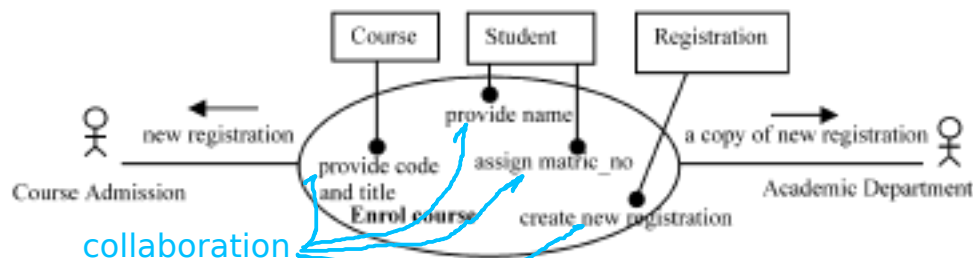 Course
Student
Registration
provide name
new registration
a copy of new registration
provide code
and title
assign matric_no
Course Admission
Academic Department
Enrol course
create new registration
collaboration